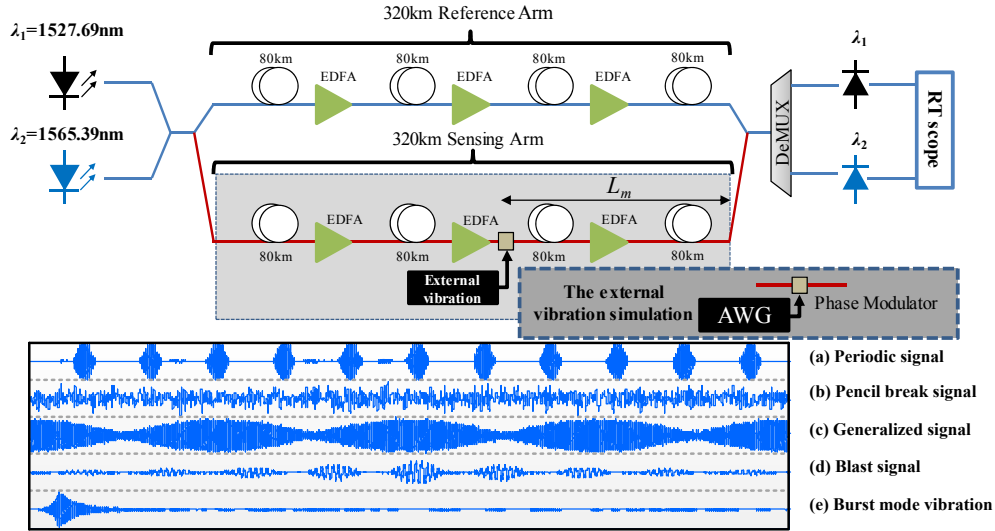 320km Reference Arm
λ1=1527.69nm
80km
EDFA
80km
EDFA
80km
EDFA
80km
λ1
λ2=1565.39nm
320km Sensing Arm
DeMUX
λ2
RT scope
Lm
EDFA
EDFA
EDFA
80km
80km
80km
80km
External
vibration
The external
vibration simulation
AWG
Phase Modulator
(a) Periodic signal
(b) Pencil break signal
(c) Generalized signal
(d) Blast signal
(e) Burst mode vibration